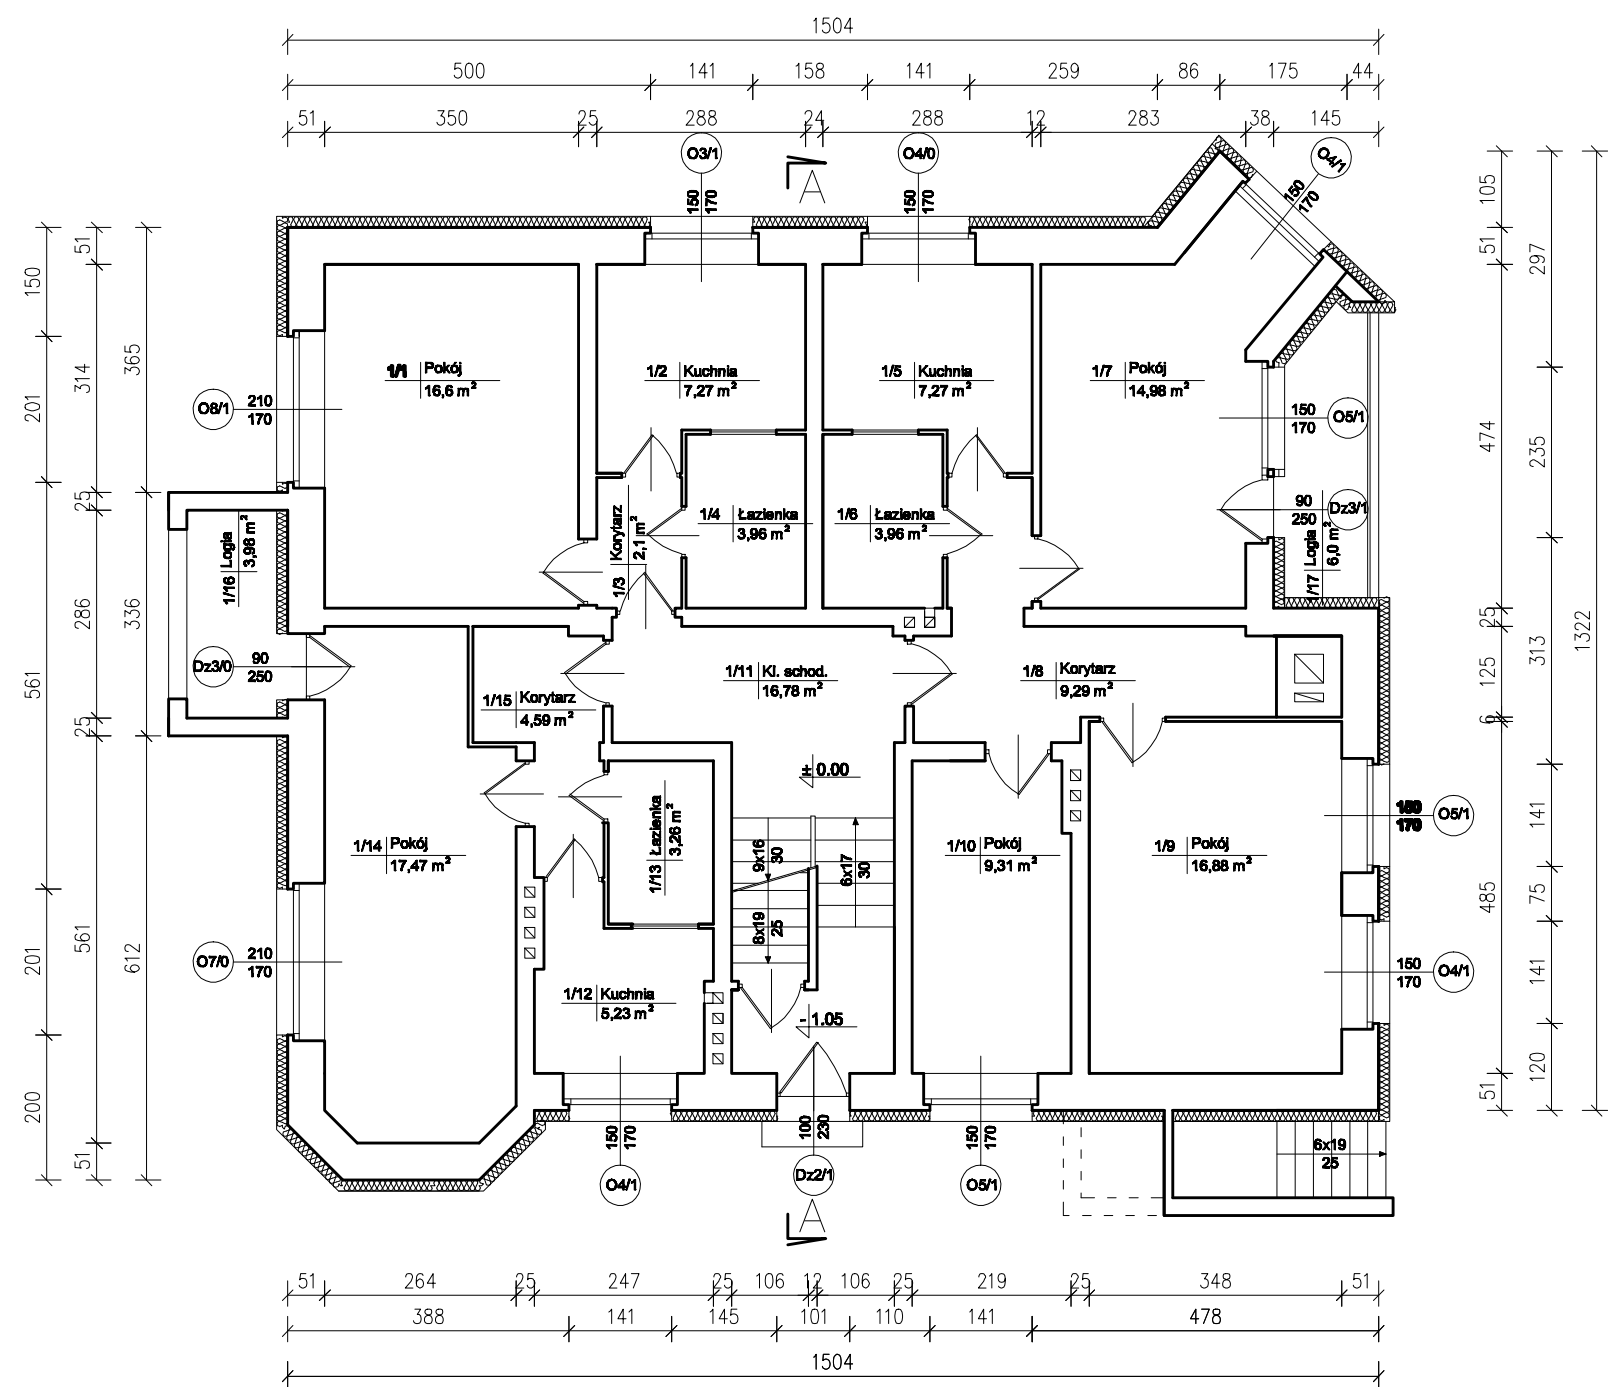 1504
500 141 158 141 259 86 175 44
51 350 25 288 24 288 12 283 38 145
O3/1
150
170
A
O4/0
150
170
O4/1
150
170
150
201
561
201
200
51
314
25
286
25
561
51
365
336
612
105
51
474
25
125
6
485
51
297
235
313
141
75
141
120
1322
1/1 Pokój
16,6 m²
1/2 Kuchnia
7,27 m²
1/5 Kuchnia
7,27 m²
1/7 Pokój
14,98 m²
O8/1
210
170
O5/1
150
170
1/16 Logia
3,98 m²
1/3 Korytarz
2,1 m²
1/4 Łazienka
3,96 m²
1/6 Łazienka
3,96 m²
Dz3/1
90
250
1/17 Logia
6,0 m²
Dz3/0
90
250
1/15 Korytarz
4,59 m²
1/11 Kl. schod.
16,78 m²
1/8 Korytarz
9,29 m²
± 0.00
1/14 Pokój
17,47 m²
1/13 Łazienka
3,26 m²
9x16
30
6x17
30
8x19
25
1/10 Pokój
9,31 m²
1/9 Pokój
16,88 m²
150
170
O5/1
O7/0
210
170
150
170
O4/1
1/12 Kuchnia
5,23 m²
- 1.05
150
170
O4/1
100
230
Dz2/1
150
170
O5/1
6x19
25
A
51 264 25 247 25 106 12 106 25 219 25 348 51
388 141 145 101 110 141 478
1504